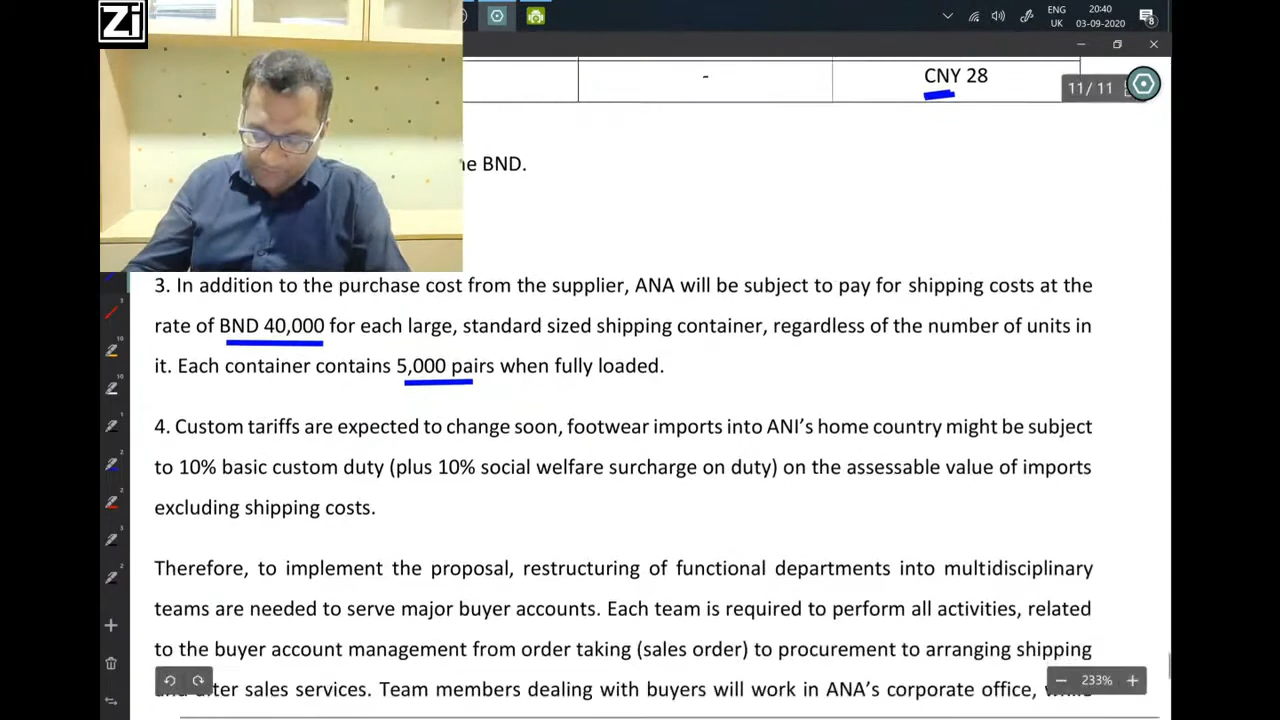 Zi
ENG
UK
20:40
03-09-2020
8
-
CNY 28
11 / 11
ne BND.
3. In addition to the purchase cost from the supplier, ANA will be subject to pay for shipping costs at the
rate of BND 40,000 for each large, standard sized shipping container, regardless of the number of units in
it. Each container contains 5,000 pairs when fully loaded.
4. Custom tariffs are expected to change soon, footwear imports into ANI's home country might be subject
to 10% basic custom duty (plus 10% social welfare surcharge on duty) on the assessable value of imports
excluding shipping costs.
Therefore, to implement the proposal, restructuring of functional departments into multidisciplinary
teams are needed to serve major buyer accounts. Each team is required to perform all activities, related
to the buyer account management from order taking (sales order) to procurement to arranging shipping
after sales services. Team members dealing with buyers will work in ANA's corporate office, while
233%